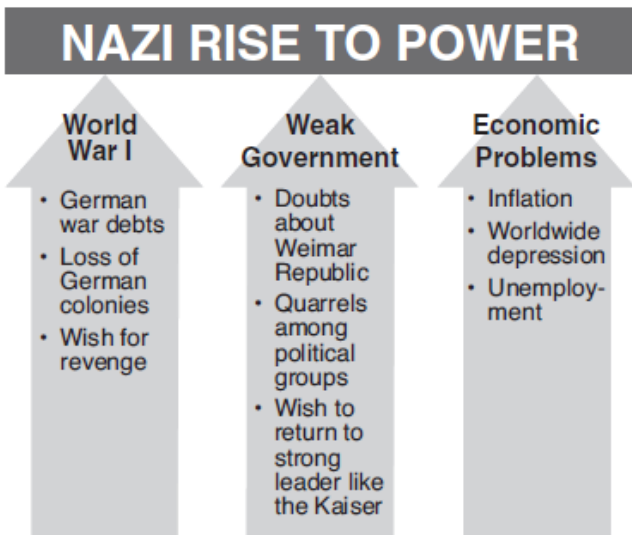 NAZI RISE TO POWER
World
War I
• German
war debts
• Loss of
German
colonies
• Wish for
revenge
Weak
Government
• Doubts
about
Weimar
Republic
• Quarrels
among
political
groups
• Wish to
return to
strong
leader like
the Kaiser
Economic
Problems
• Inflation
• Worldwide
depression
• Unemploy-
ment